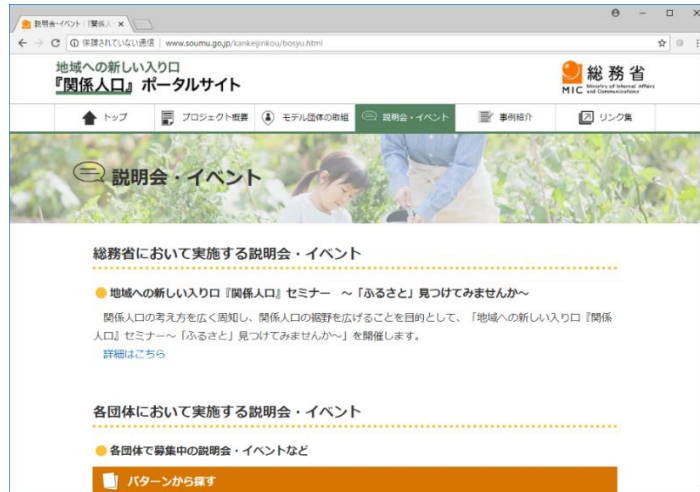 説明会・イベント｜『関係人
保護されていない通信 | www.soumu.go.jp/kankeijinkou/bosyu.html
地域への新しい入り口
『関係人口』ポータルサイト
総務省
MIC Ministry of Internal Affairs and Communications
トップ プロジェクト概要 モデル団体の取組 説明会・イベント 事例紹介 リンク集
説明会・イベント
総務省において実施する説明会・イベント
地域への新しい入り口『関係人口』セミナー ～「ふるさと」見つけてみませんか～
関係人口の考え方を広く周知し、関係人口の裾野を広げることを目的として、「地域への新しい入り口『関係
人口』セミナー～「ふるさと」見つけてみませんか～」を開催します。
詳細はこちら
各団体において実施する説明会・イベント
各団体で募集中の説明会・イベントなど
パターンから探す